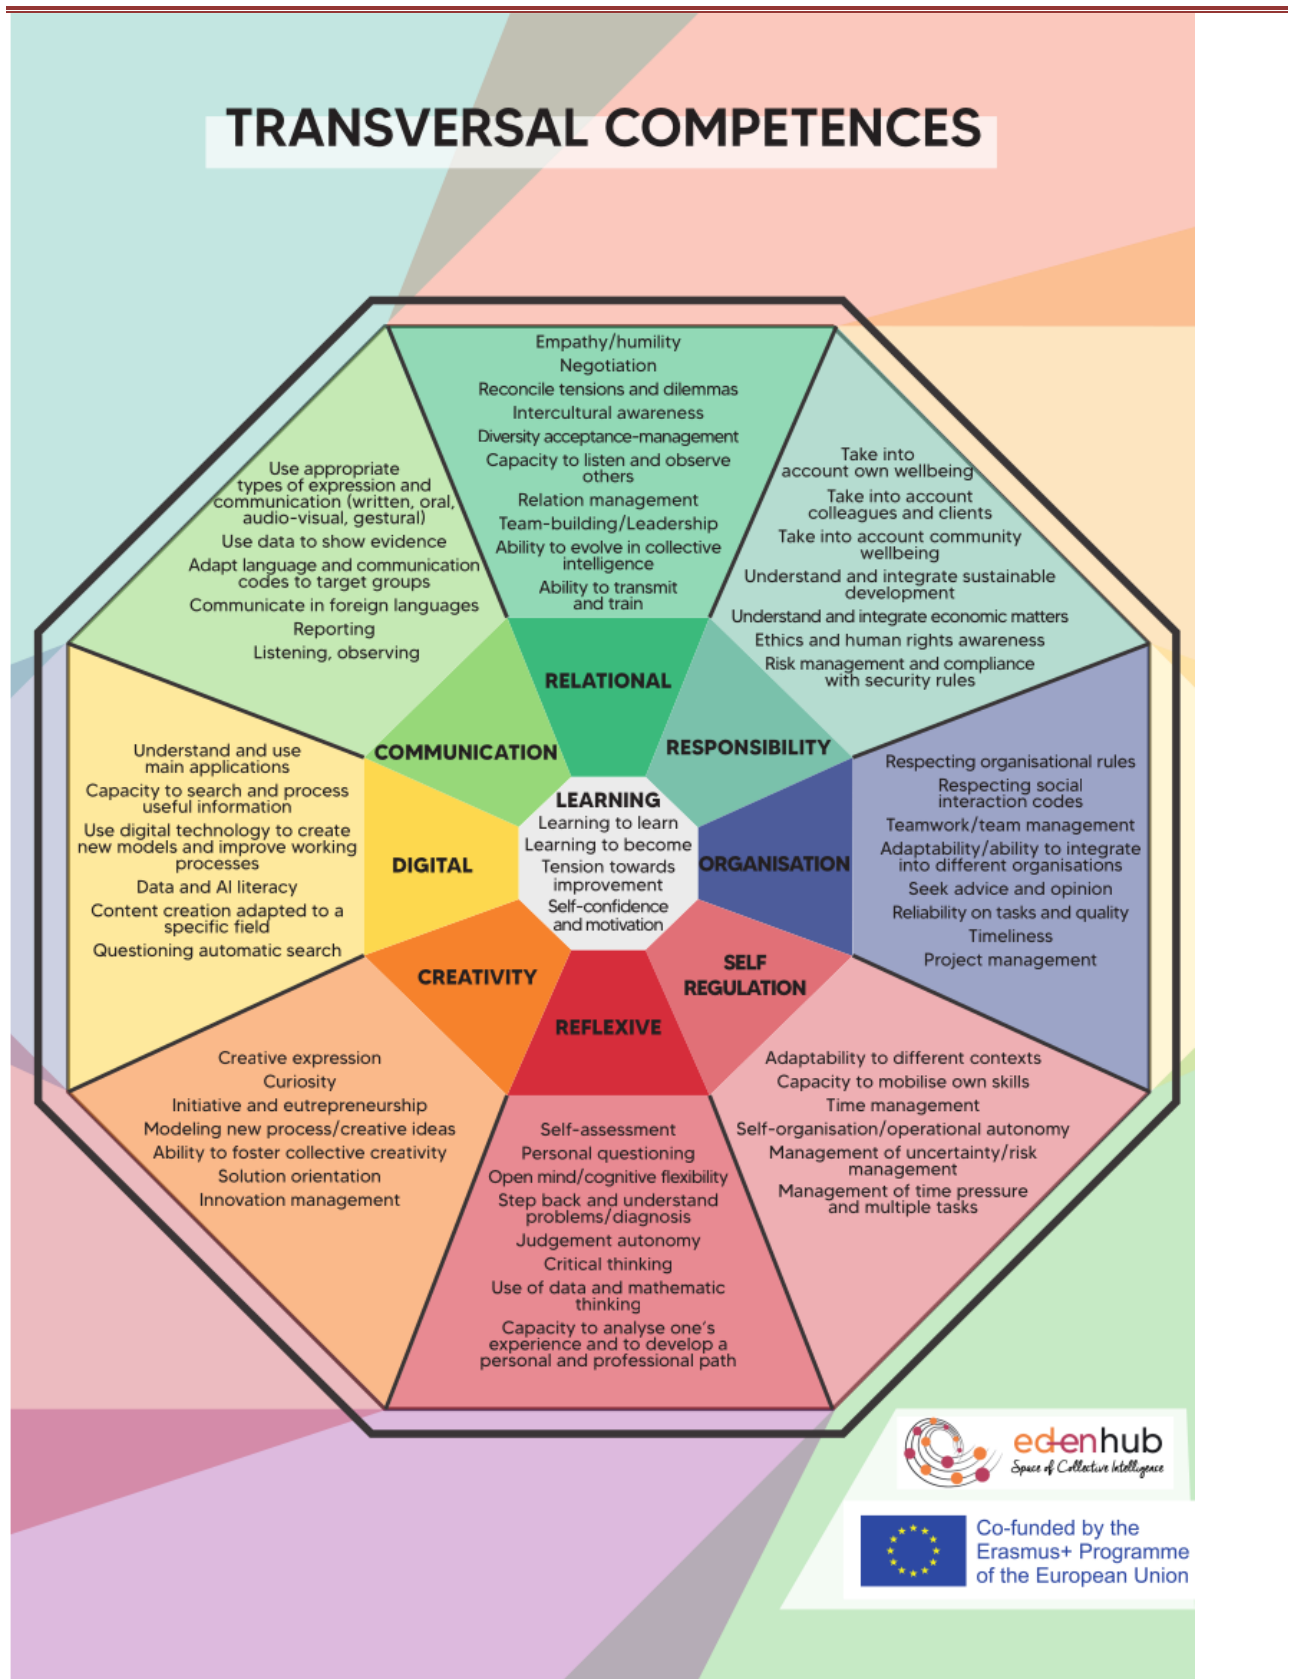 TRANSVERSAL COMPETENCES
Empathy/humility
Negotiation
Reconcile tensions and dilemmas
Intercultural awareness
Diversity acceptance-management
Capacity to listen and observe
others
Relation management
Team-building/Leadership
Ability to evolve in collective
intelligence
Ability to transmit
and train
RELATIONAL
Take into
account own wellbeing
Take into account
colleagues and clients
Take into account community
wellbeing
Understand and integrate sustainable
development
Understand and integrate economic matters
Ethics and human rights awareness
Risk management and compliance
with security rules
RESPONSIBILITY
Respecting organisational rules
Respecting social
interaction codes
Teamwork/team management
Adaptability/ability to integrate
into different organisations
Seek advice and opinion
Reliability on tasks and quality
Timeliness
Project management
ORGANISATION
SELF
REGULATION
Adaptability to different contexts
Capacity to mobilise own skills
Time management
Self-organisation/operational autonomy
Management of uncertainty/risk
management
Management of time pressure
and multiple tasks
REFLEXIVE
Self-assessment
Personal questioning
Open mind/cognitive flexibility
Step back and understand
problems/diagnosis
Judgement autonomy
Critical thinking
Use of data and mathematic
thinking
Capacity to analyse one's
experience and to develop a
personal and professional path
CREATIVITY
Creative expression
Curiosity
Initiative and eutrepreneurship
Modeling new process/creative ideas
Ability to foster collective creativity
Solution orientation
Innovation management
DIGITAL
Understand and use
main applications
Capacity to search and process
useful information
Use digital technology to create
new models and improve working
processes
Data and AI literacy
Content creation adapted to a
specific field
Questioning automatic search
COMMUNICATION
Use appropriate
types of expression and
communication (written, oral,
audio-visual, gestural)
Use data to show evidence
Adapt language and communication
codes to target groups
Communicate in foreign languages
Reporting
Listening, observing
LEARNING
Learning to learn
Learning to become
Tension towards
improvement
Self-confidence
and motivation
edenhub
Space of Collective Intelligence
Co-funded by the
Erasmus+ Programme
of the European Union